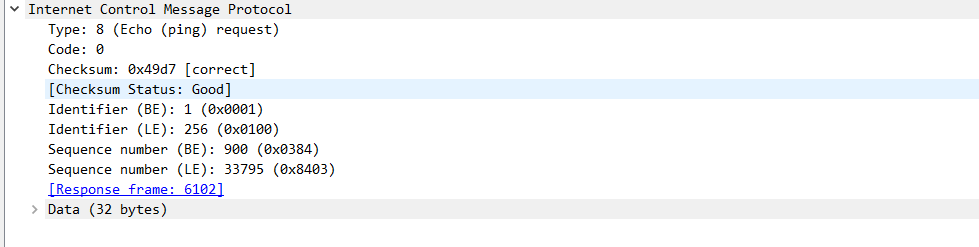 Internet Control Message Protocol
Type: 8 (Echo (ping) request)
Code: 0
Checksum: 0x49d7 [correct]
[Checksum Status: Good]
Identifier (BE): 1 (0x0001)
Identifier (LE): 256 (0x0100)
Sequence number (BE): 900 (0x0384)
Sequence number (LE): 33795 (0x8403)
[Response frame: 6102]
Data (32 bytes)